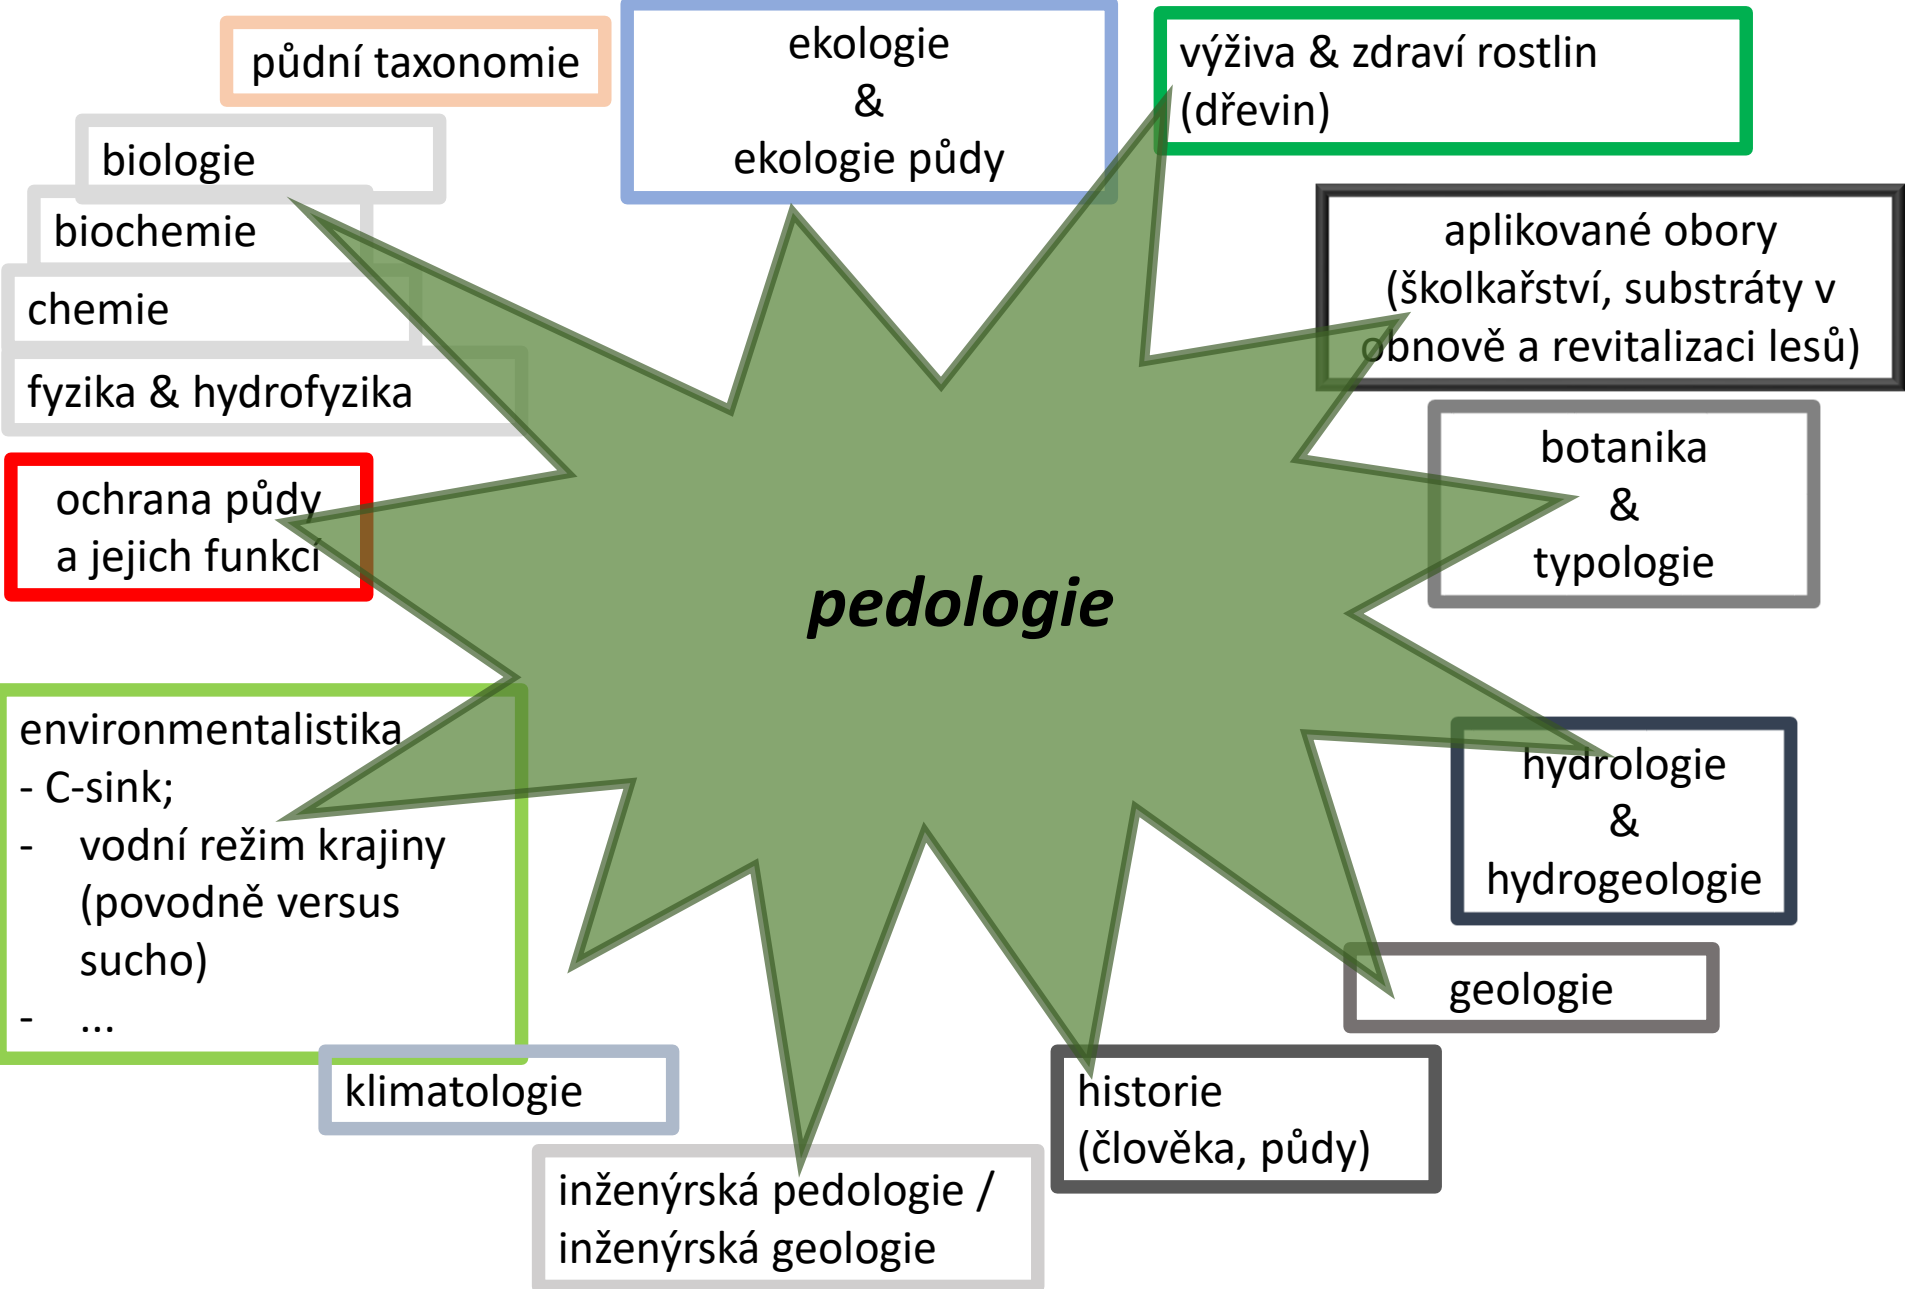 půdní taxonomie
ekologie
&
ekologie půdy
výživa & zdraví rostlin
(dřevin)
biologie
biochemie
chemie
fyzika & hydrofyzika
aplikované obory
(školkařství, substráty v
obnově a revitalizaci lesů)
ochrana půdy
a jejich funkcí
botanika
&
typologie
pedologie
environmentalistika
- C-sink;
- vodní režim krajiny
(povodně versus
sucho)
- ...
hydrologie
&
hydrogeologie
geologie
klimatologie
historie
(člověka, půdy)
inženýrská pedologie /
inženýrská geologie